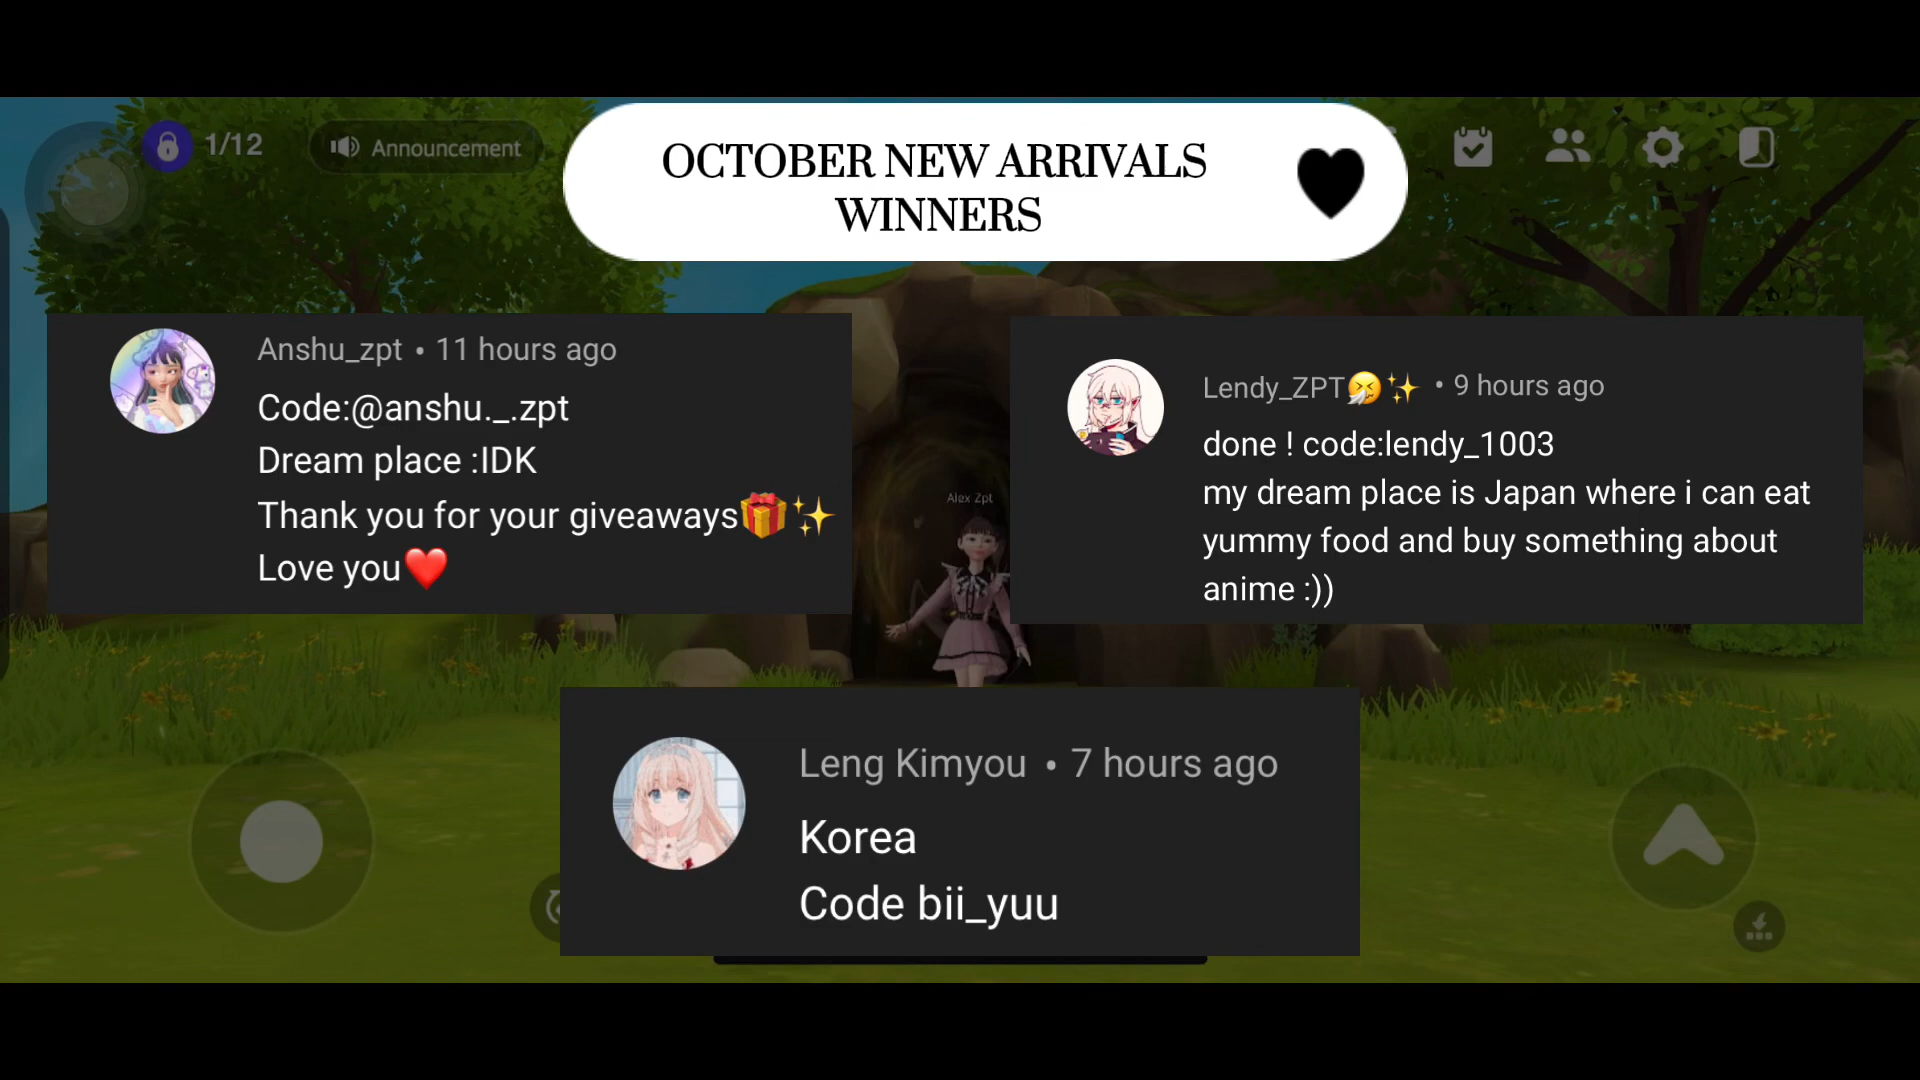 1/12
Announcement
OCTOBER NEW ARRIVALS
WINNERS
Anshu_zpt • 11 hours ago
Code:@anshu._.zpt
Dream place :IDK
Thank you for your giveaways🎁✨
Love you❤️
Lendy_ZPT🤧✨ • 9 hours ago
done ! code:lendy_1003
my dream place is Japan where i can eat
yummy food and buy something about
anime :))
Alex Zpt
Leng Kimyou • 7 hours ago
Korea
Code bii_yuu